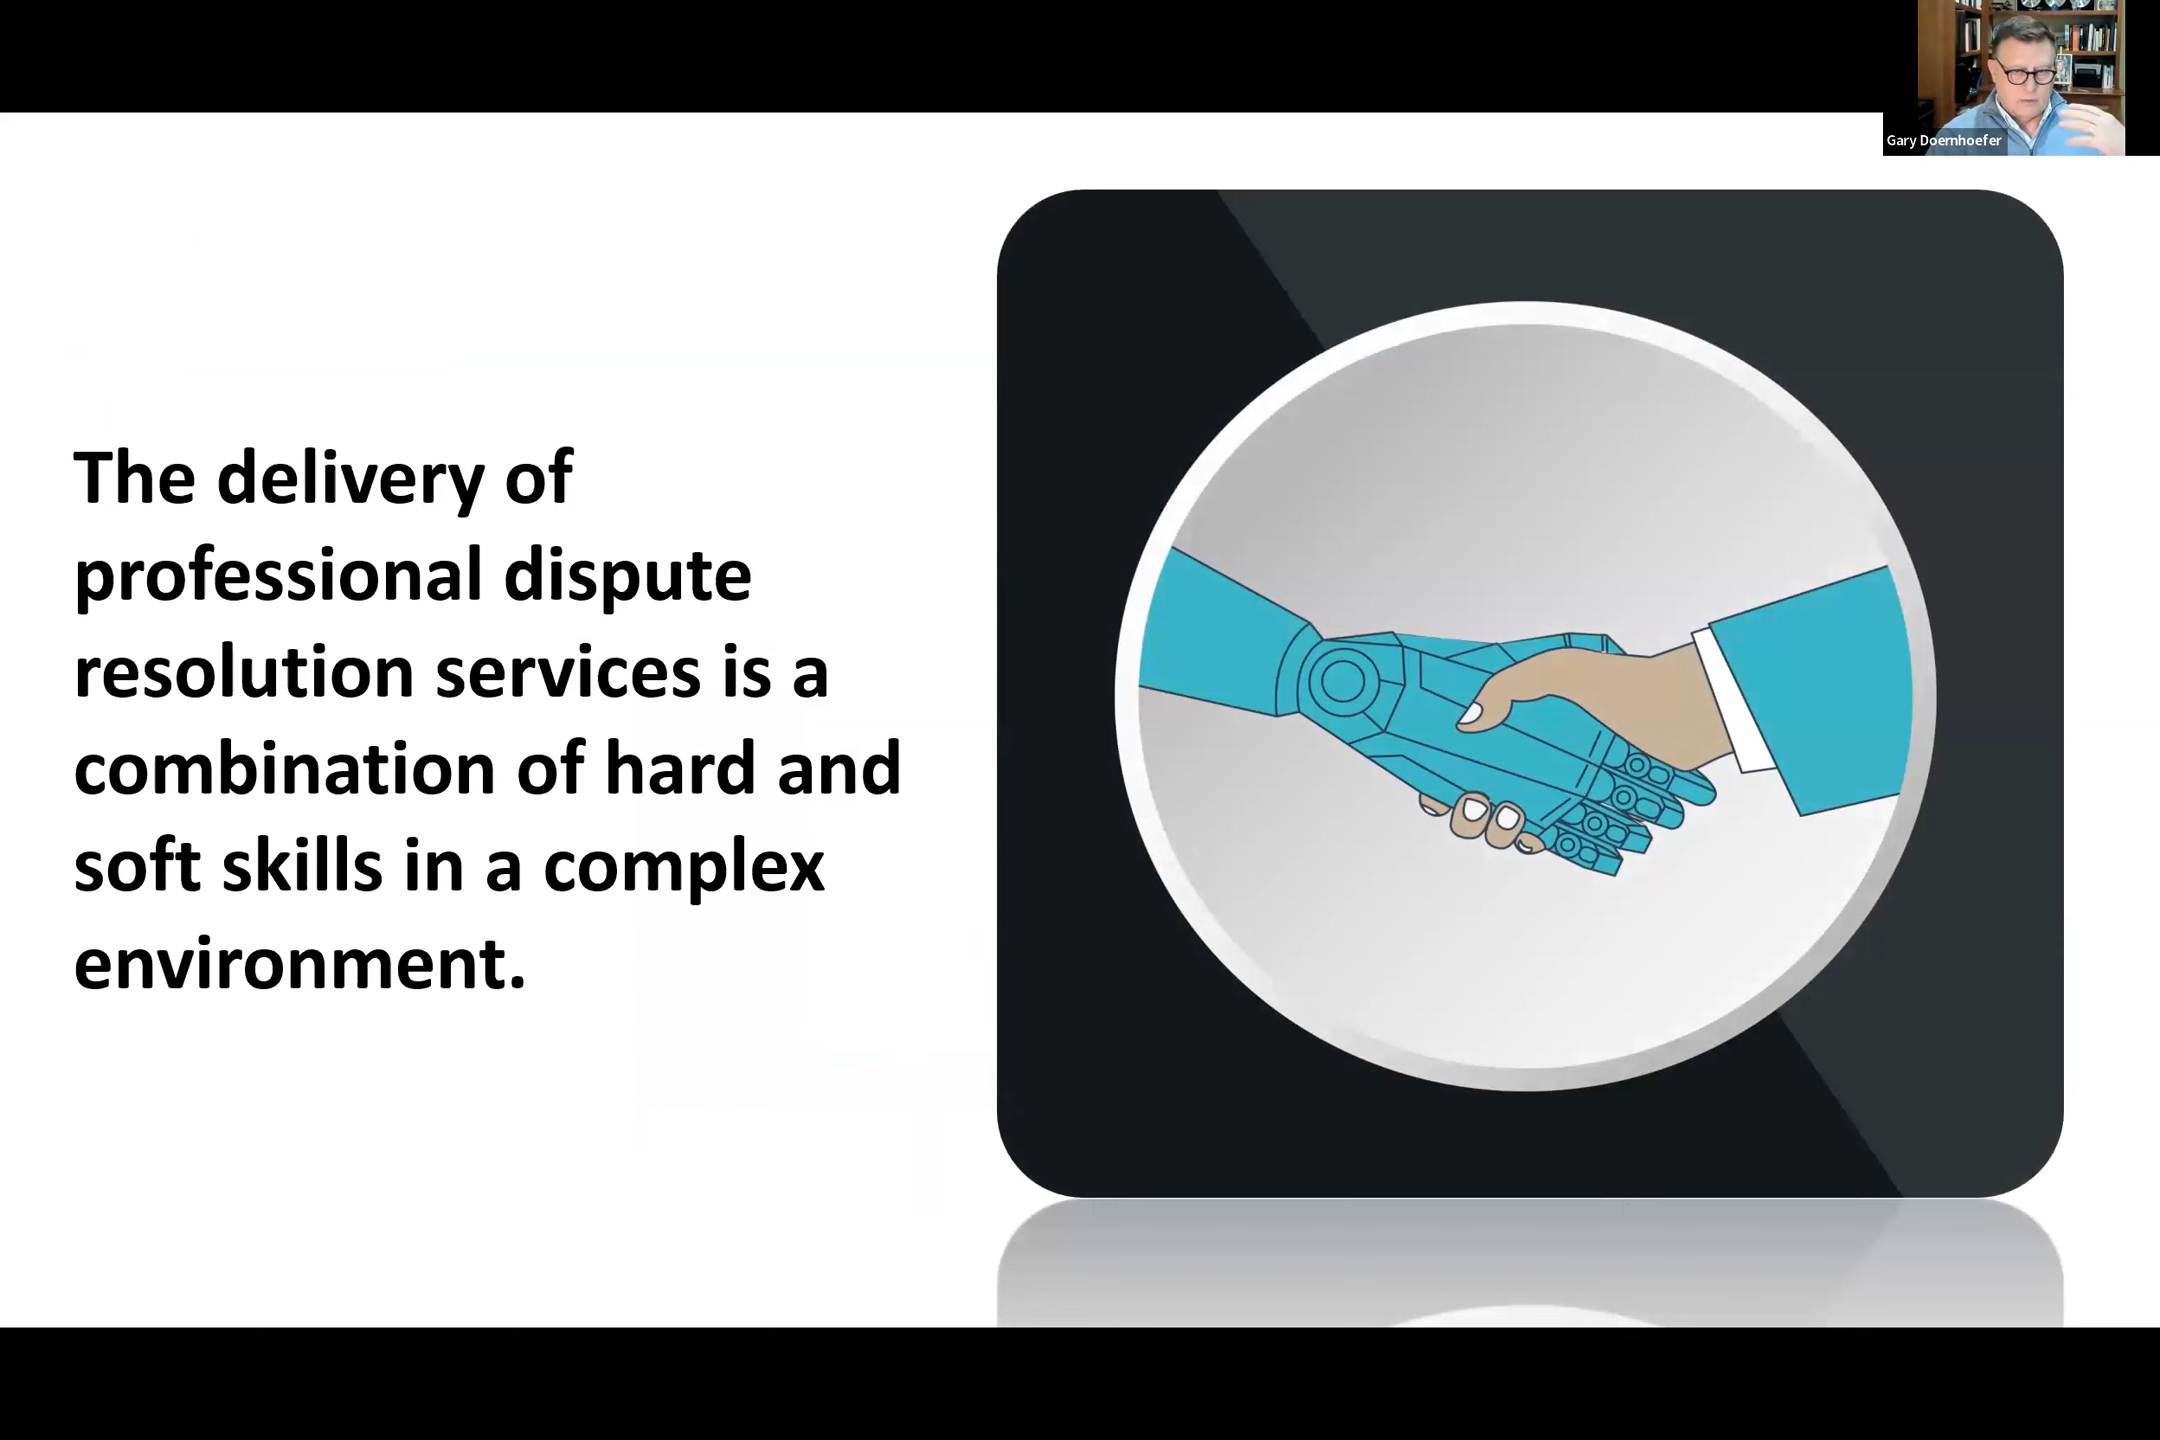 Gary Doernhoefer
The delivery of
professional dispute
resolution services is a
combination of hard and
soft skills in a complex
environment.